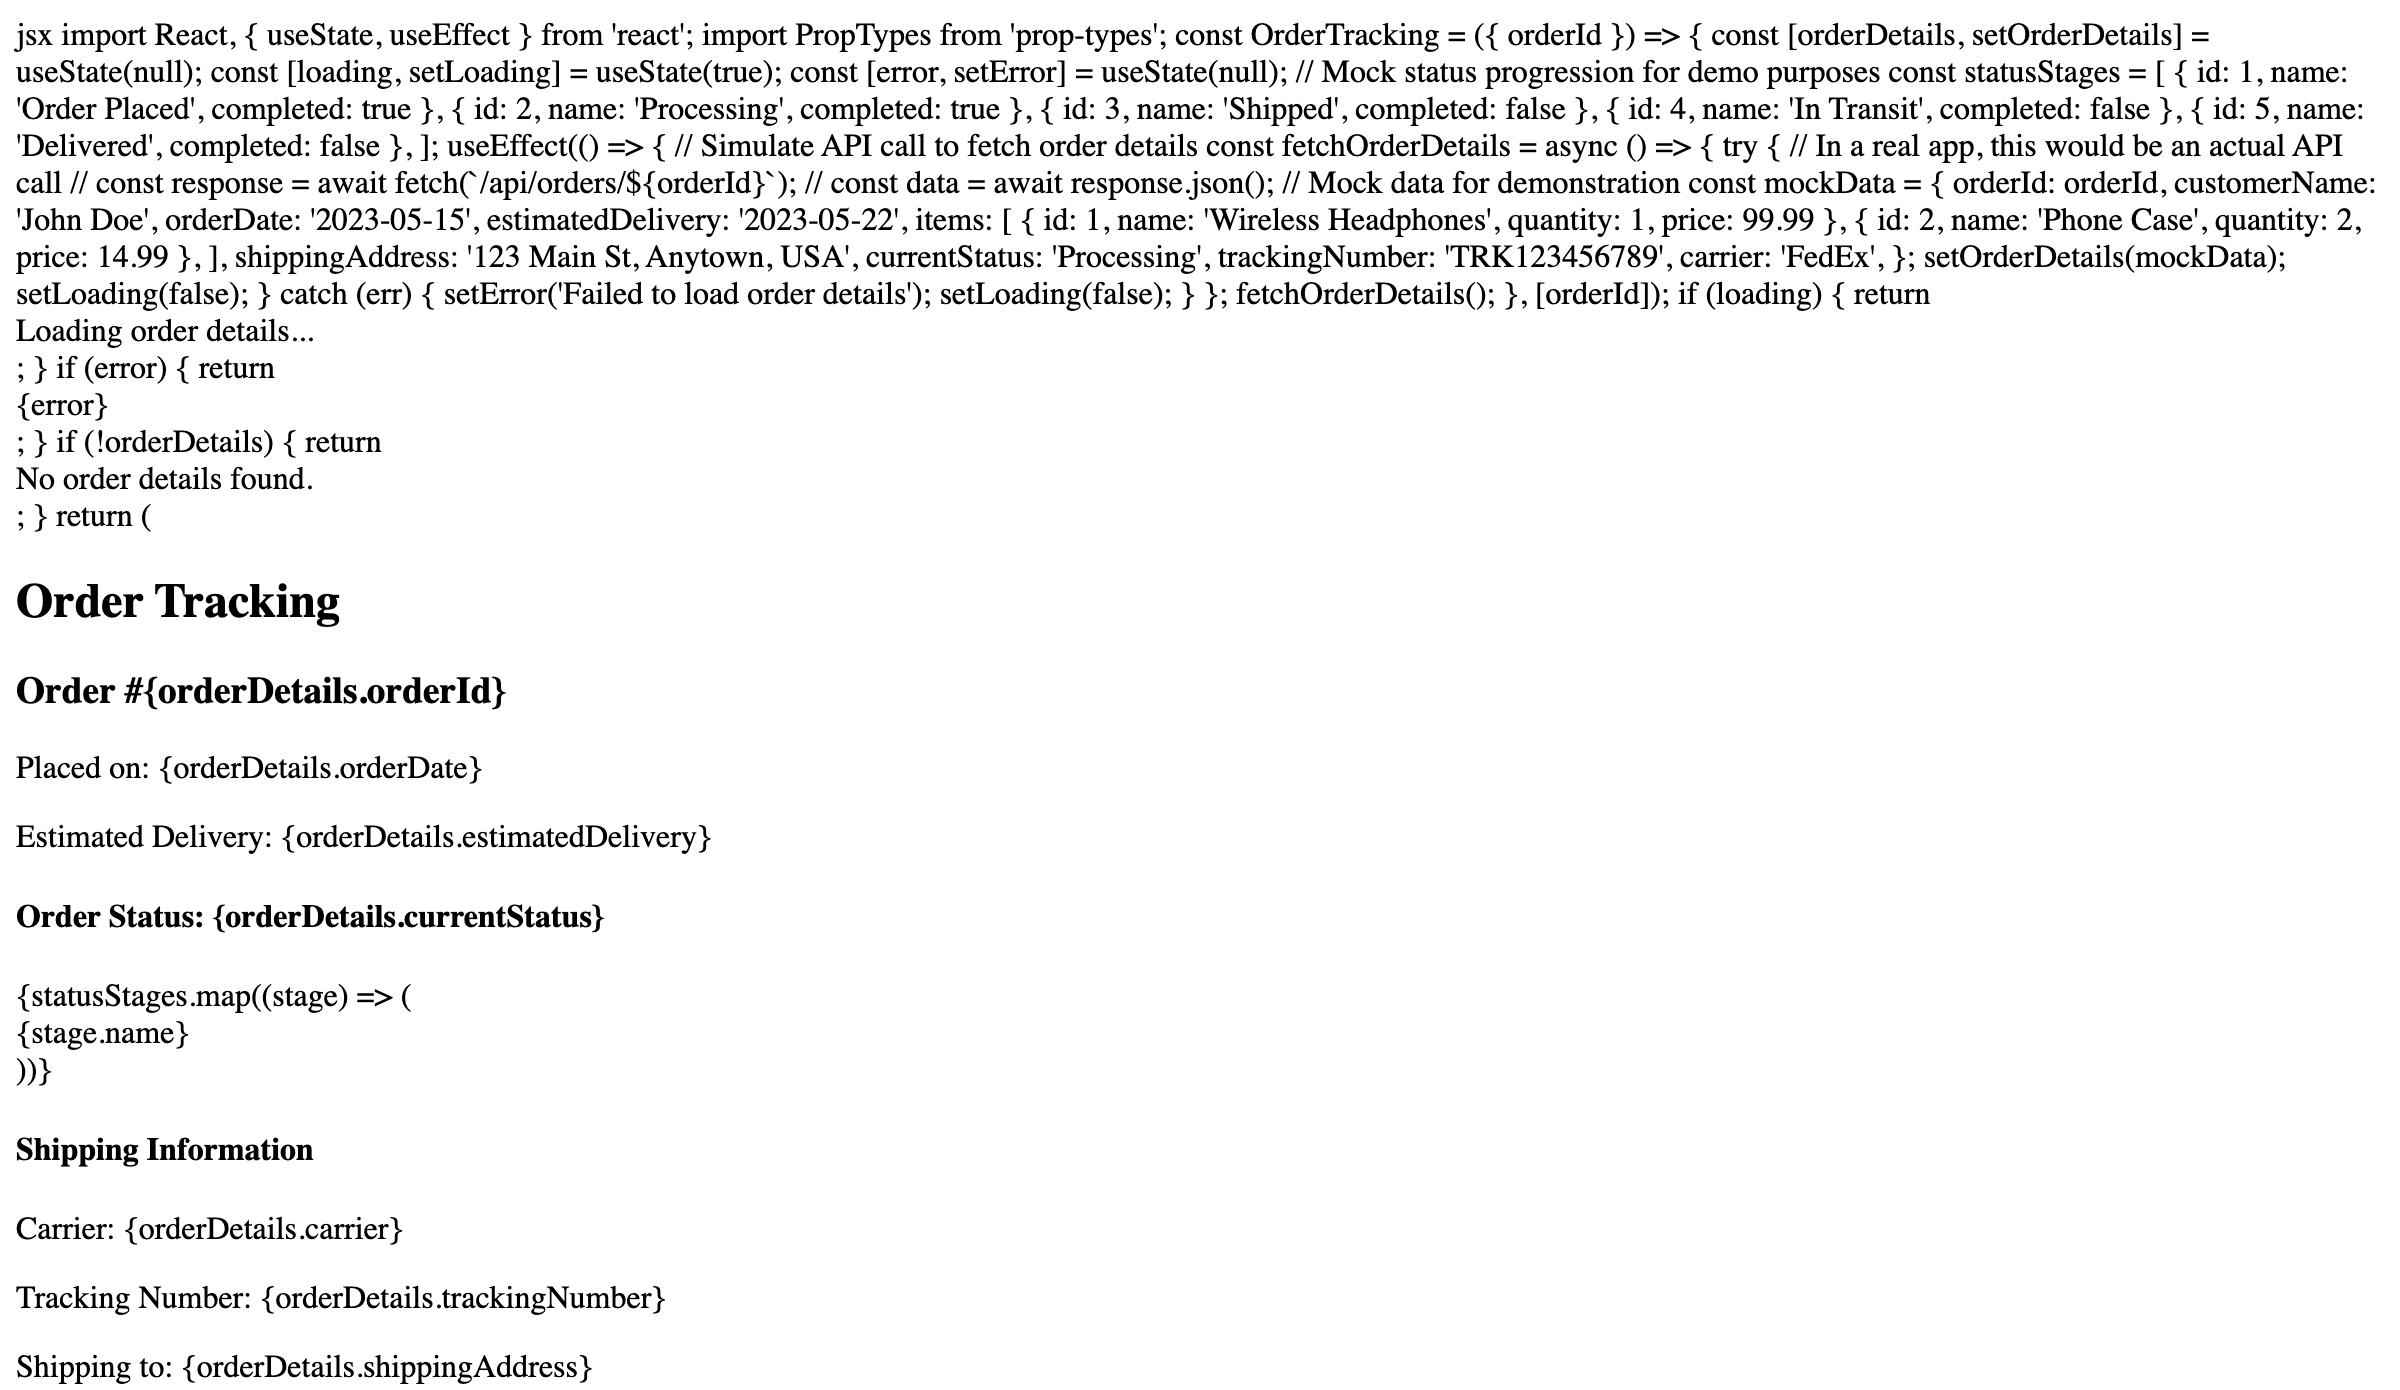 jsx import React, { useState, useEffect } from 'react'; import PropTypes from 'prop-types'; const OrderTracking = ({ orderId }) => { const [orderDetails, setOrderDetails] =
useState(null); const [loading, setLoading] = useState(true); const [error, setError] = useState(null); // Mock status progression for demo purposes const statusStages = [ { id: 1, name:
'Order Placed', completed: true }, { id: 2, name: 'Processing', completed: true }, { id: 3, name: 'Shipped', completed: false }, { id: 4, name: 'In Transit', completed: false }, { id: 5, name:
'Delivered', completed: false }, ]; useEffect(() => { // Simulate API call to fetch order details const fetchOrderDetails = async () => { try { // In a real app, this would be an actual API
call // const response = await fetch(`/api/orders/${orderId}`); // const data = await response.json(); // Mock data for demonstration const mockData = { orderId: orderId, customerName:
'John Doe', orderDate: '2023-05-15', estimatedDelivery: '2023-05-22', items: [ { id: 1, name: 'Wireless Headphones', quantity: 1, price: 99.99 }, { id: 2, name: 'Phone Case', quantity: 2,
price: 14.99 }, ], shippingAddress: '123 Main St, Anytown, USA', currentStatus: 'Processing', trackingNumber: 'TRK123456789', carrier: 'FedEx', }; setOrderDetails(mockData);
setLoading(false); } catch (err) { setError('Failed to load order details'); setLoading(false); } }; fetchOrderDetails(); }, [orderId]); if (loading) { return
Loading order details...
; } if (error) { return
{error}
; } if (!orderDetails) { return
No order details found.
; } return (
Order Tracking
Order #{orderDetails.orderId}
Placed on: {orderDetails.orderDate}
Estimated Delivery: {orderDetails.estimatedDelivery}
Order Status: {orderDetails.currentStatus}
{statusStages.map((stage) => (
{stage.name}
))}
Shipping Information
Carrier: {orderDetails.carrier}
Tracking Number: {orderDetails.trackingNumber}
Shipping to: {orderDetails.shippingAddress}